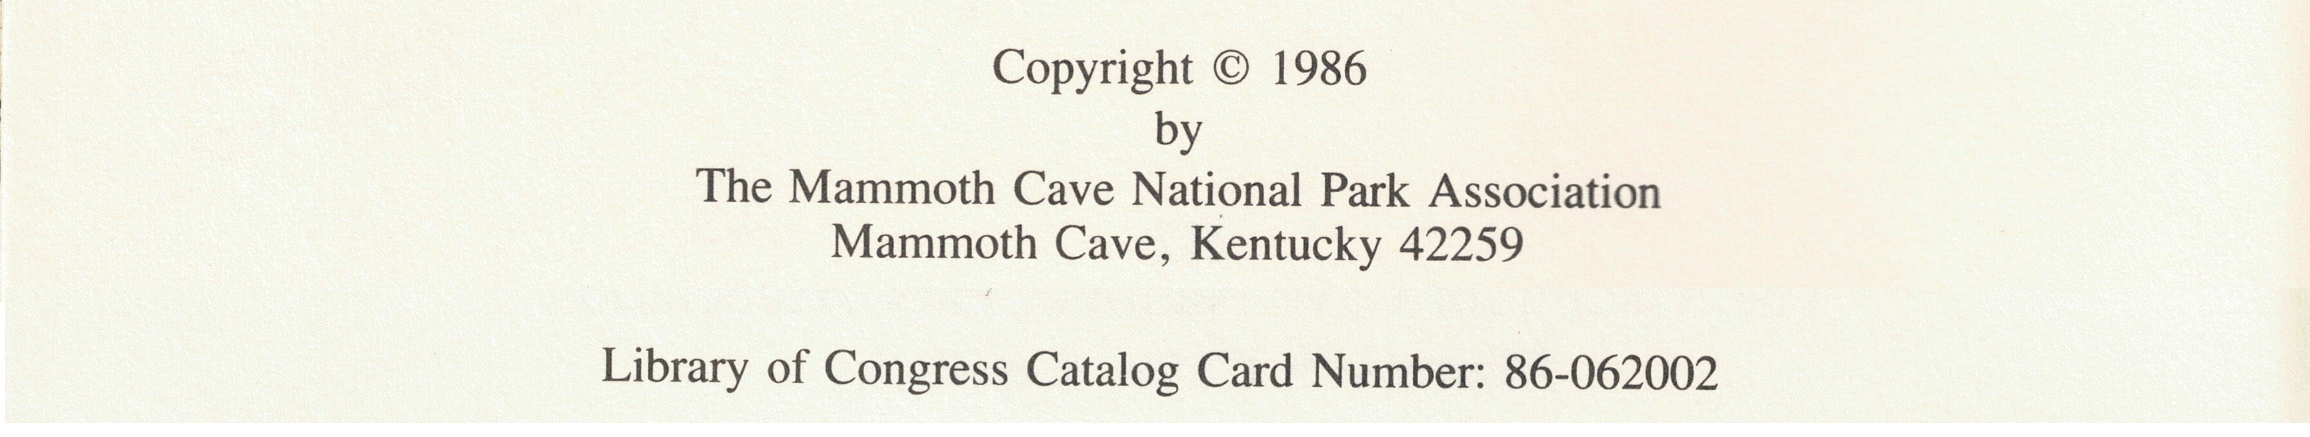 Copyright © 1986
by
The Mammoth Cave National Park Association
Mammoth Cave, Kentucky 42259
Library of Congress Catalog Card Number: 86-062002